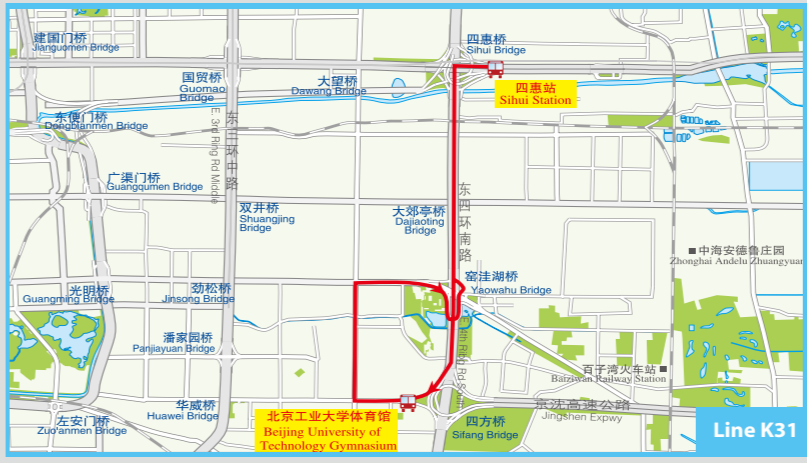 建国门桥
Jianguomen Bridge
四惠桥
Sihui Bridge
国贸桥
Guomao
Bridge
大望桥
Dawang Bridge
四惠站
Sihui Station
东便门桥
Dongbianmen Bridge
东三环中路
E. 3rd Ring Rd Middle
广渠门桥
Guangqumen Bridge
双井桥
Shuangjing
Bridge
大郊亭桥
Dajiaoting
Bridge
东四环南路
E. 4th Ring Rd South
中海安德鲁庄园
Zhonghai Andelu Zhuangyuan
窑洼湖桥
Yaowahu Bridge
光明桥
Guangming Bridge
劲松桥
Jinsong Bridge
潘家园桥
Panjiayuan Bridge
百子湾火车站
Baiziwan Railway Station
华威桥
Huawei Bridge
北京工业大学体育馆
Beijing University of
Technology Gymnasium
京沈高速公路
Jingshen Expwy
左安门桥
Zuo'anmen Bridge
四方桥
Sifang Bridge
Line K31